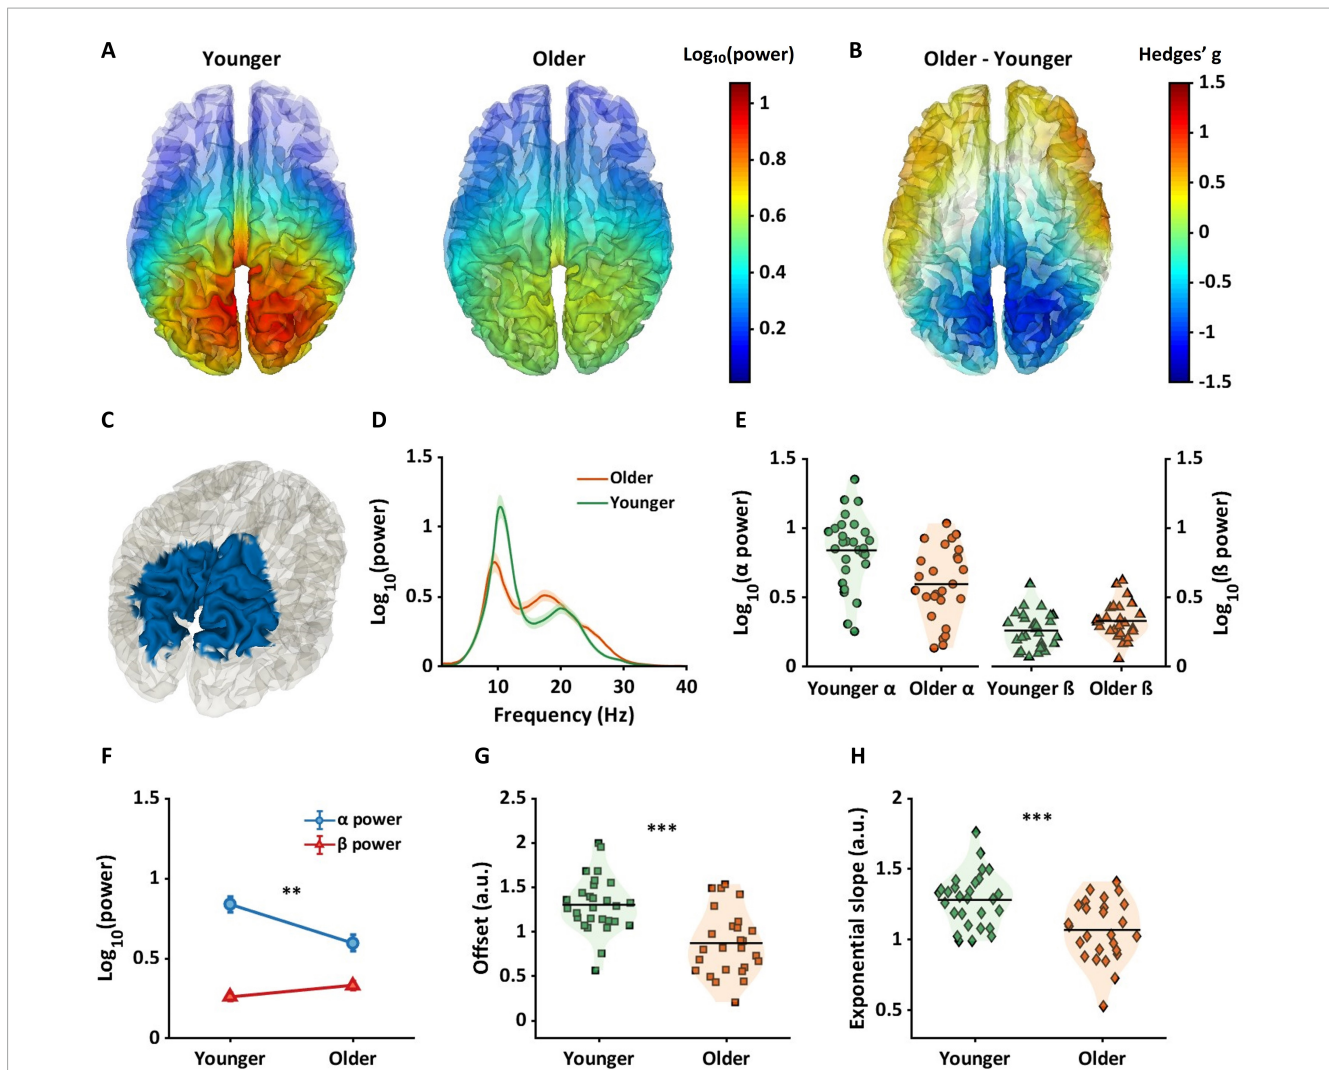 A
Younger
Older
Log₁₀(power)
1
0.8
0.6
0.4
0.2
B
Older - Younger
Hedges’ g
1.5
1
0.5
0
-0.5
-1
-1.5
C
D
Log10(power)
1.5
1
0.5
0
10
20
30
40
Frequency (Hz)
Older
Younger
E
Log10(α power)
1.5
1
0.5
0
1.5
1
0.5
0
Log10(ß power)
Younger α
Older α
Younger ß
Older ß
F
Log10(power)
1.5
1
0.5
0
α power
β power
**
Younger
Older
G
Offset (a.u.)
2.5
2
1.5
1
0.5
0
***
Younger
Older
H
Exponential slope (a.u.)
2
1.5
1
0.5
***
Younger
Older